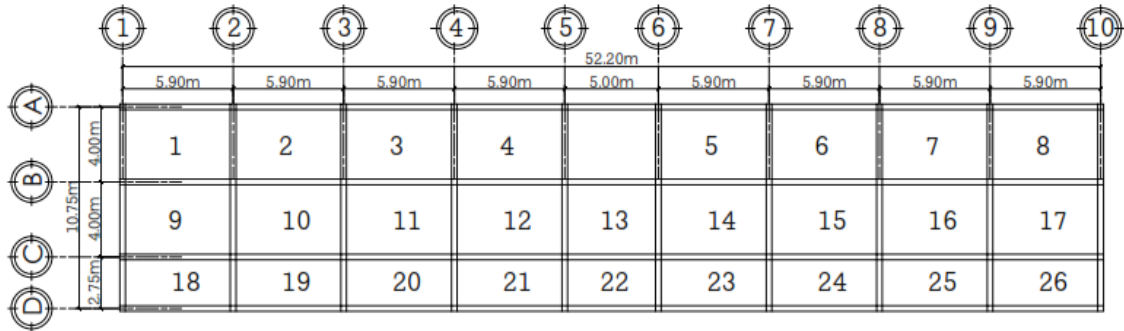 1 2 3 4 5 6 7 8 9 10
52.20m
5.90m 5.90m 5.90m 5.90m 5.00m 5.90m 5.90m 5.90m 5.90m
A
4.00m
1 2 3 4 5 6 7 8
B
10.75m
4.00m
9 10 11 12 13 14 15 16 17
C
2.75m
18 19 20 21 22 23 24 25 26
D